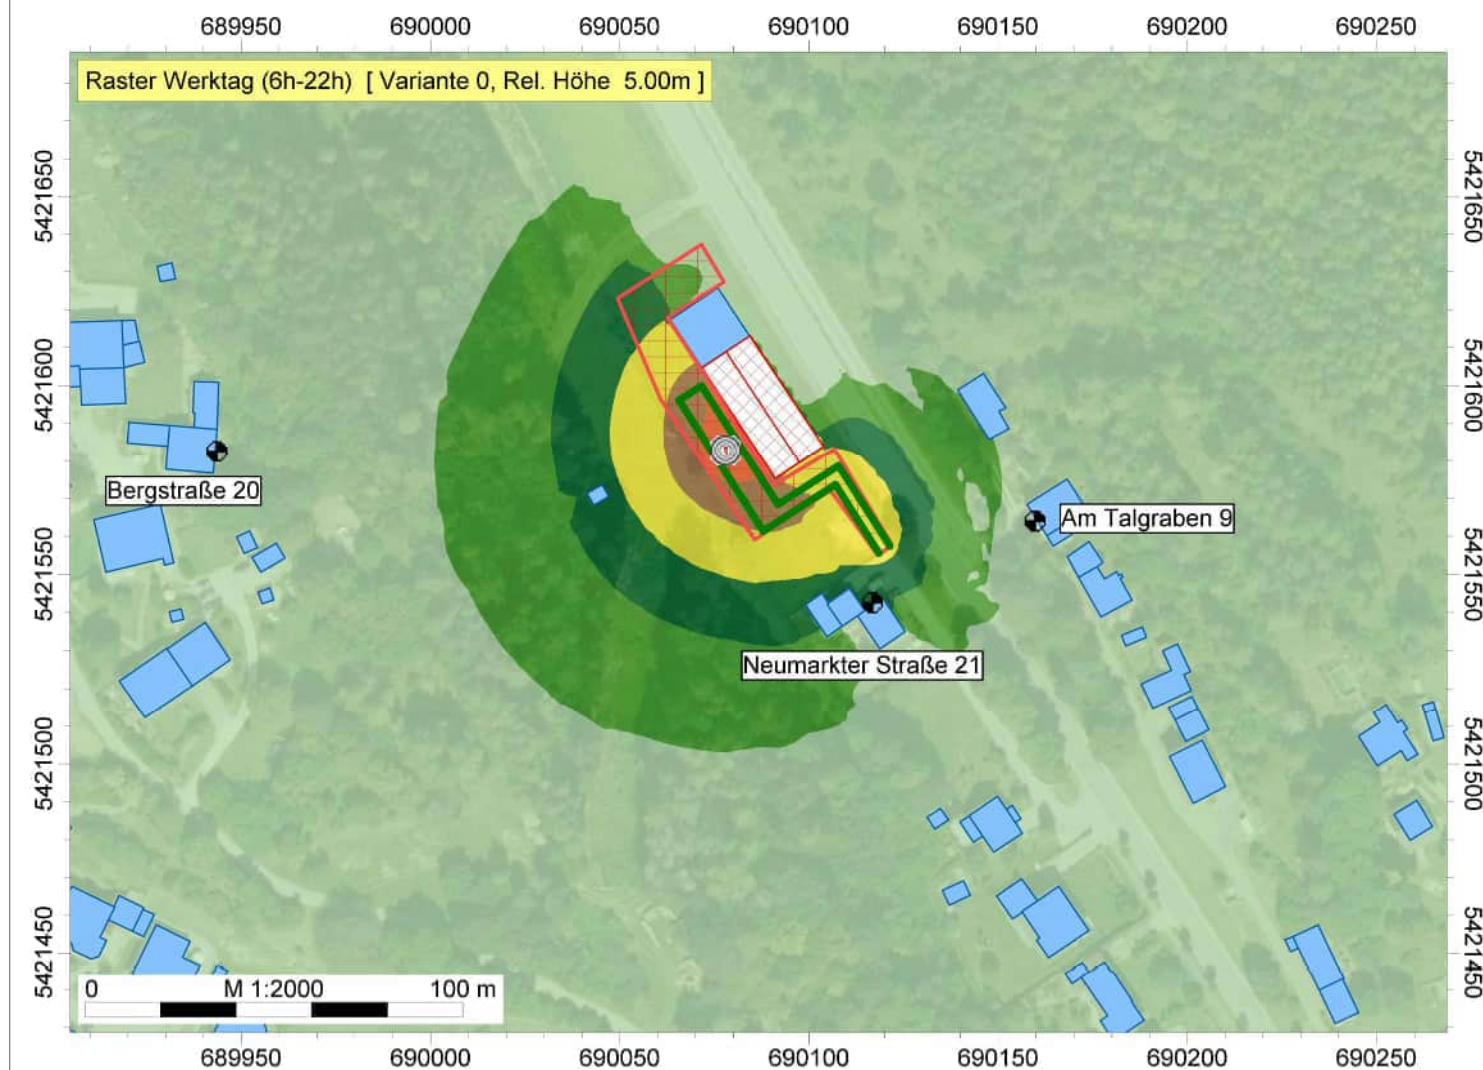 689950 690000 690050 690100 690150 690200 690250
Raster Werktag (6h-22h) [ Variante 0, Rel. Höhe 5.00m ]
5421650 5421650
5421600 5421600
Bergstraße 20
Am Talgraben 9
5421550 5421550
Neumarkter Straße 21
5421500 5421500
5421450 5421450
0 M 1:2000 100 m
689950 690000 690050 690100 690150 690200 690250